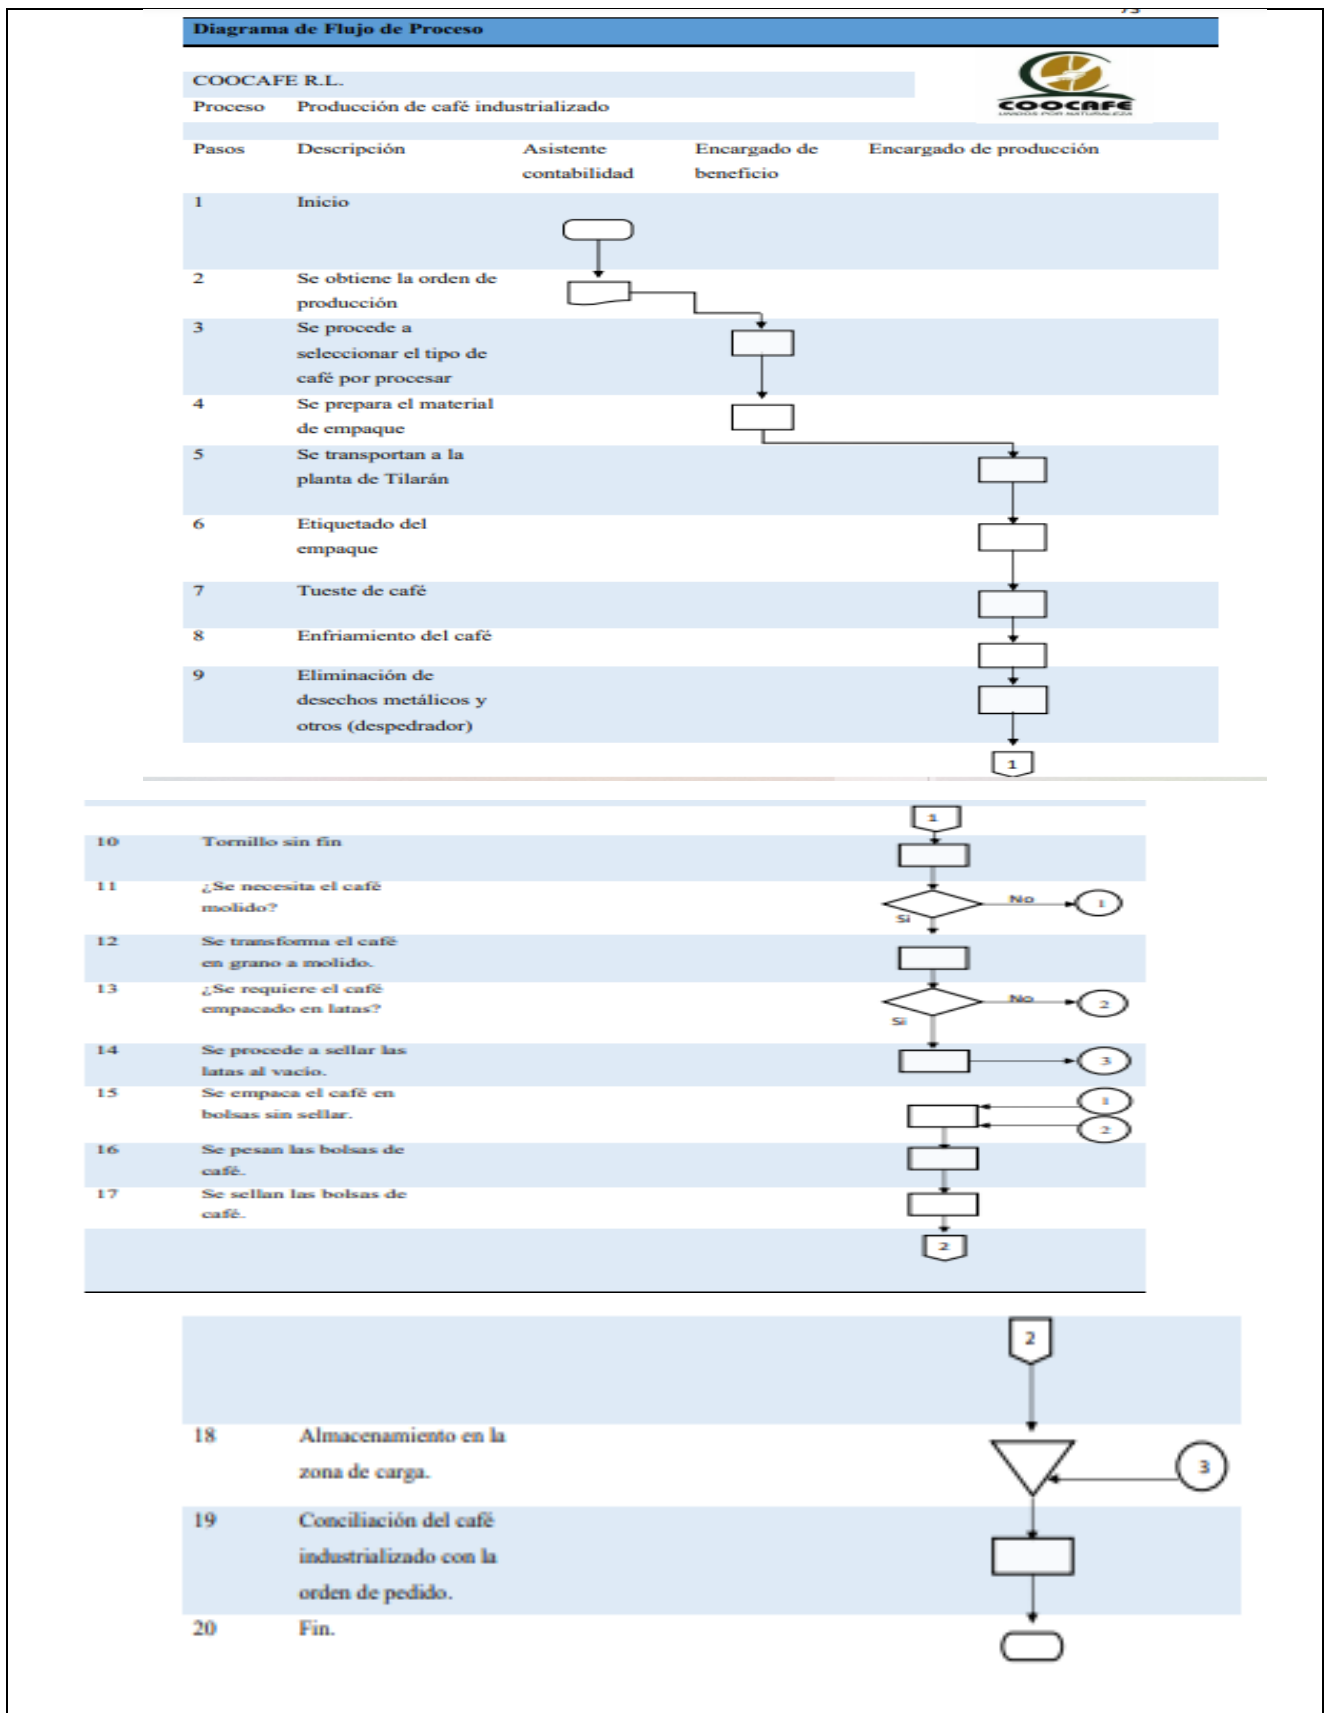 Diagrama de Flujo de Proceso
COOCAFE R.L.
COOCAFE
UNIDOS POR NATURALEZA
Proceso Producción de café industrializado
Pasos Descripción Asistente contabilidad Encargado de beneficio Encargado de producción
1 Inicio
2 Se obtiene la orden de
producción
3 Se procede a
seleccionar el tipo de
café por procesar
4 Se prepara el material
de empaque
5 Se transportan a la
planta de Tilarán
6 Etiquetado del
empaque
7 Tueste de café
8 Enfriamiento del café
9 Eliminación de
desechos metálicos y
otros (despedrador)
1
1
10 Tornillo sin fin
11 ¿Se necesita el café
molido?
No 1
Si
12 Se transforma el café
en grano a molido.
13 ¿Se requiere el café
empacado en latas?
No 2
Si
14 Se procede a sellar las
latas al vacío.
3
15 Se empaca el café en
bolsas sin sellar.
1
2
16 Se pesan las bolsas de
café.
17 Se sellan las bolsas de
café.
2
2
18 Almacenamiento en la
zona de carga.
3
19 Conciliación del café
industrializado con la
orden de pedido.
20 Fin.